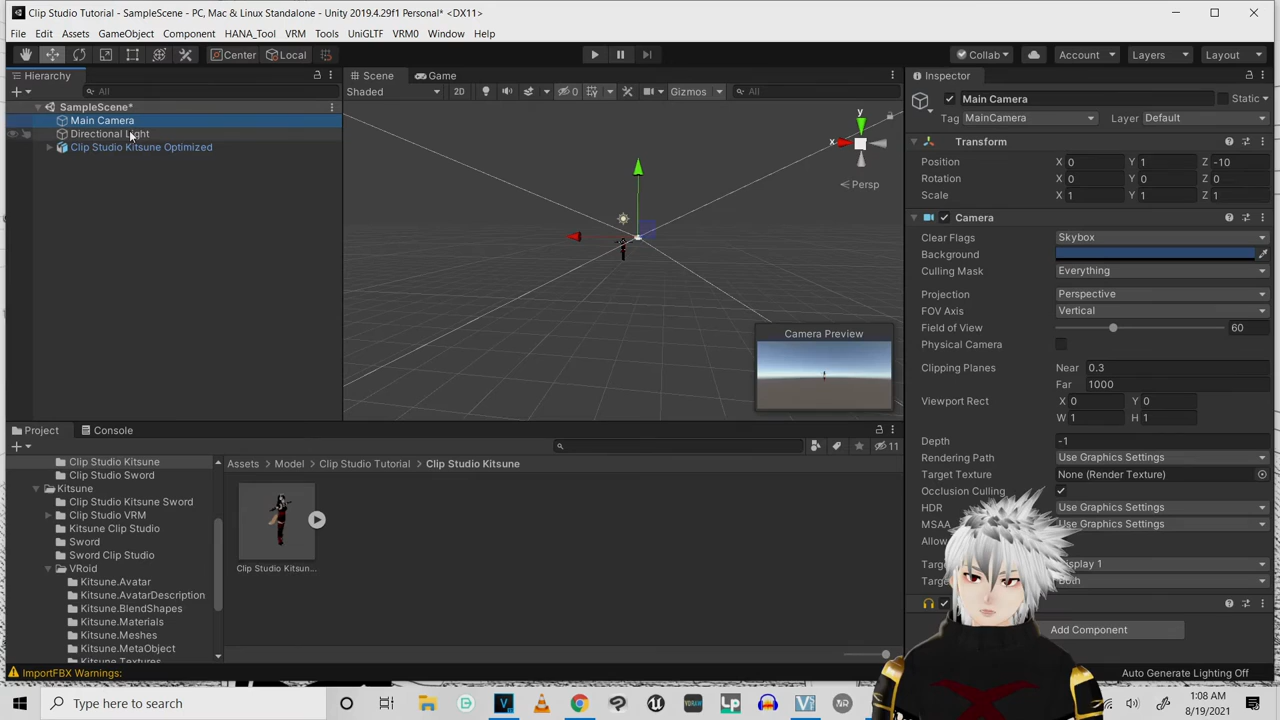 Clip Studio Tutorial - SampleScene - PC, Mac & Linux Standalone - Unity 2019.4.29f1 Personal* <DX11>
File Edit Assets GameObject Component HANA_Tool VRM Tools UniGLTF VRM0 Window Help
Center Local Collab Account Layers Layout
Hierarchy
All
SampleScene*
Main Camera
Directional Light
Clip Studio Kitsune Optimized
Scene Game
Shaded 2D 0 Gizmos All
y
x
Persp
Camera Preview
Inspector
Main Camera Static
Tag MainCamera Layer Default
Transform
Position X 0 Y 1 Z -10
Rotation X 0 Y 0 Z 0
Scale X 1 Y 1 Z 1
Camera
Clear Flags Skybox
Background
Culling Mask Everything
Projection Perspective
FOV Axis Vertical
Field of View 60
Physical Camera
Clipping Planes Near 0.3
Far 1000
Viewport Rect X 0 Y 0
W 1 H 1
Depth -1
Rendering Path Use Graphics Settings
Target Texture None (Render Texture)
Occlusion Culling
HDR Use Graphics Settings
MSAA Use Graphics Settings
Add Component
Project Console
11
Clip Studio Kitsune
Clip Studio Sword
Kitsune
Clip Studio Kitsune Sword
Clip Studio VRM
Kitsune Clip Studio
Sword
Sword Clip Studio
VRoid
Kitsune.Avatar
Kitsune.AvatarDescription
Kitsune.BlendShapes
Kitsune.Materials
Kitsune.Meshes
Kitsune.MetaObject
Kitsune.Textures
Assets Model Clip Studio Tutorial Clip Studio Kitsune
Clip Studio Kitsun...
ImportFBX Warnings:
Auto Generate Lighting Off
Type here to search
1:08 AM
8/19/2021